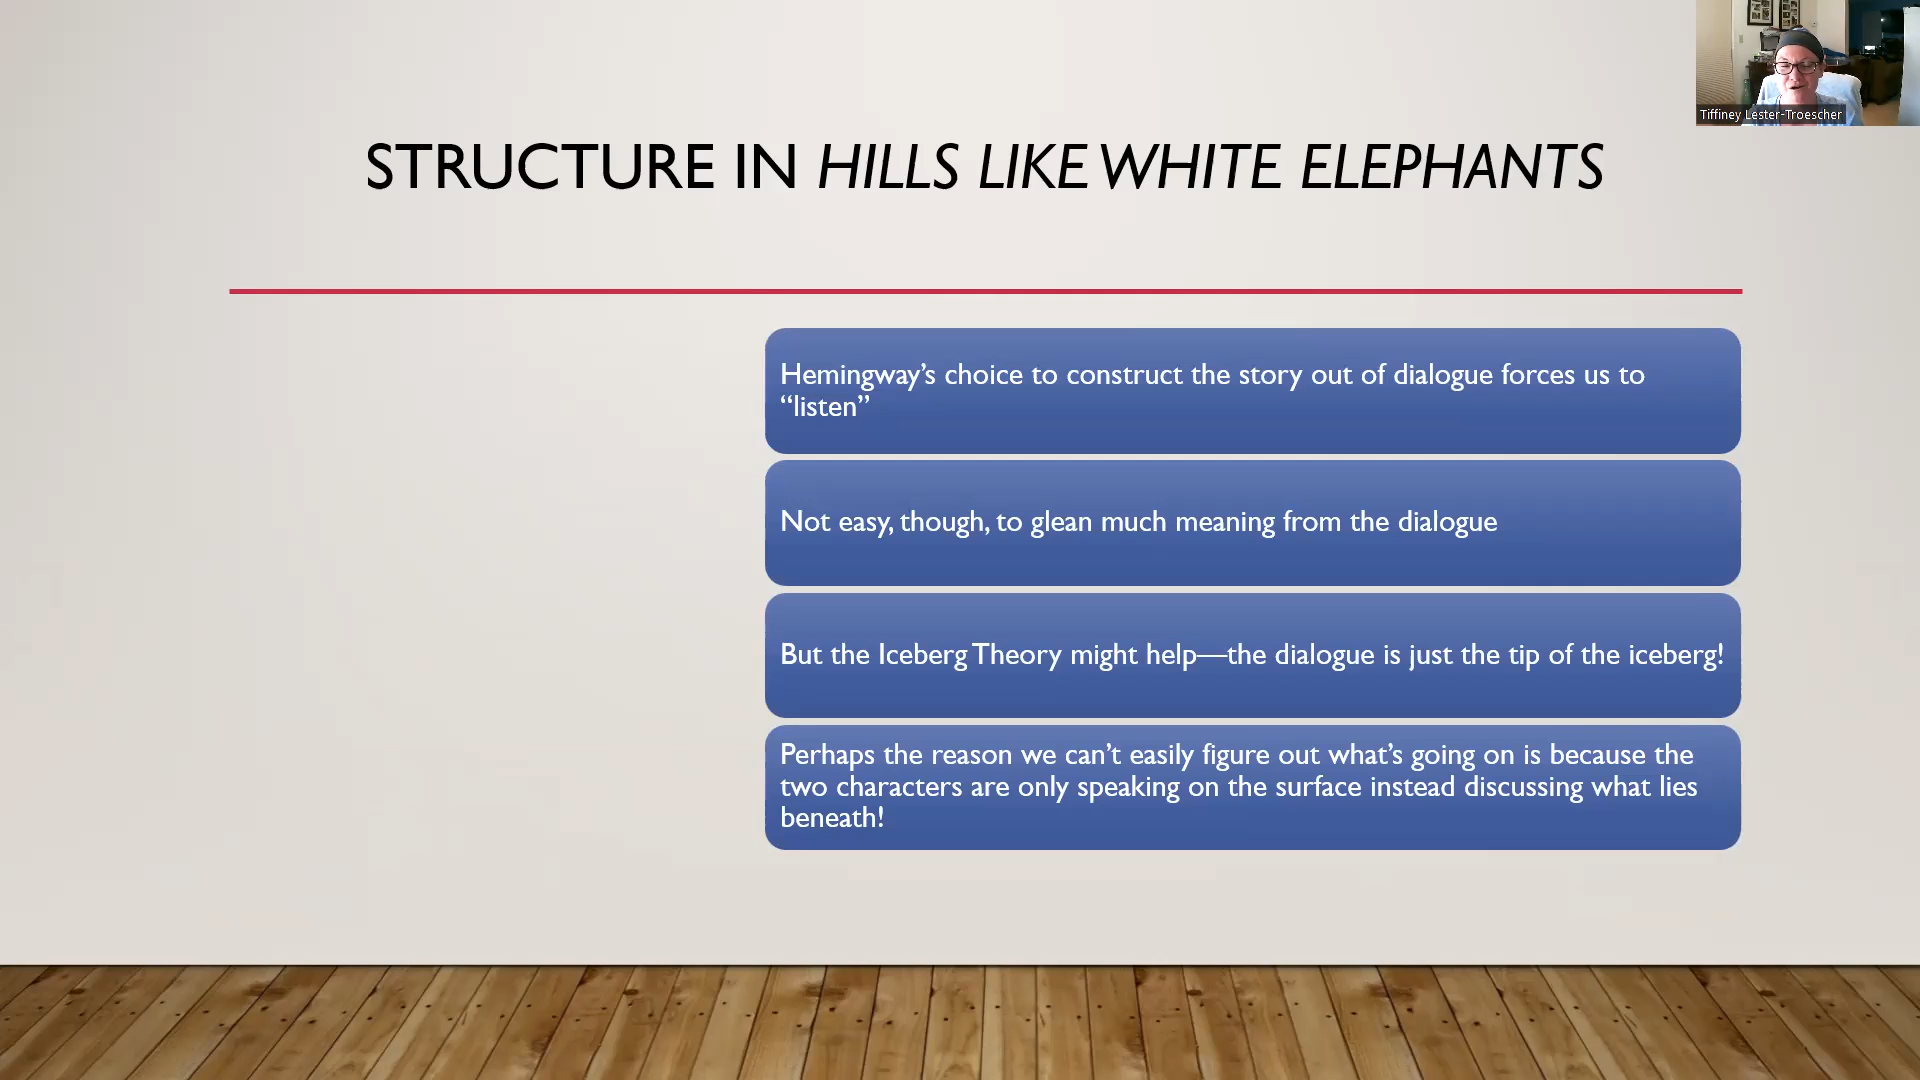 Tiffiney Lester-Troescher
STRUCTURE IN HILLS LIKE WHITE ELEPHANTS
Hemingway’s choice to construct the story out of dialogue forces us to
“listen”
Not easy, though, to glean much meaning from the dialogue
But the Iceberg Theory might help—the dialogue is just the tip of the iceberg!
Perhaps the reason we can’t easily figure out what’s going on is because the
two characters are only speaking on the surface instead discussing what lies
beneath!